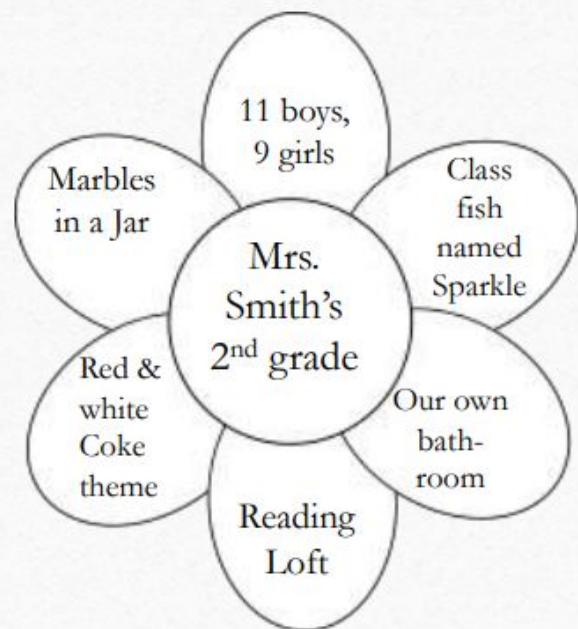 Mrs.
Smith’s
2nd grade
11 boys,
9 girls
Class
fish
named
Sparkle
Our own
bath-
room
Reading
Loft
Red &
white
Coke
theme
Marbles
in a Jar